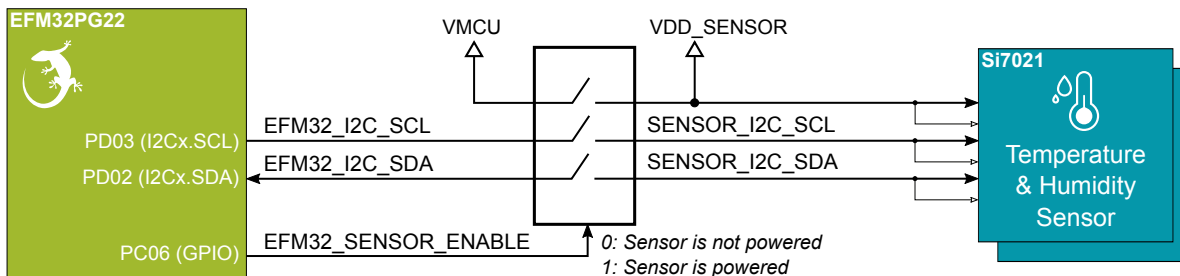 EFM32PG22
VMCU
VDD_SENSOR
Si7021
EFM32_I2C_SCL
SENSOR_I2C_SCL
PD03 (I2Cx.SCL)
EFM32_I2C_SDA
SENSOR_I2C_SDA
PD02 (I2Cx.SDA)
Temperature
& Humidity
Sensor
EFM32_SENSOR_ENABLE
PC06 (GPIO)
0: Sensor is not powered
1: Sensor is powered